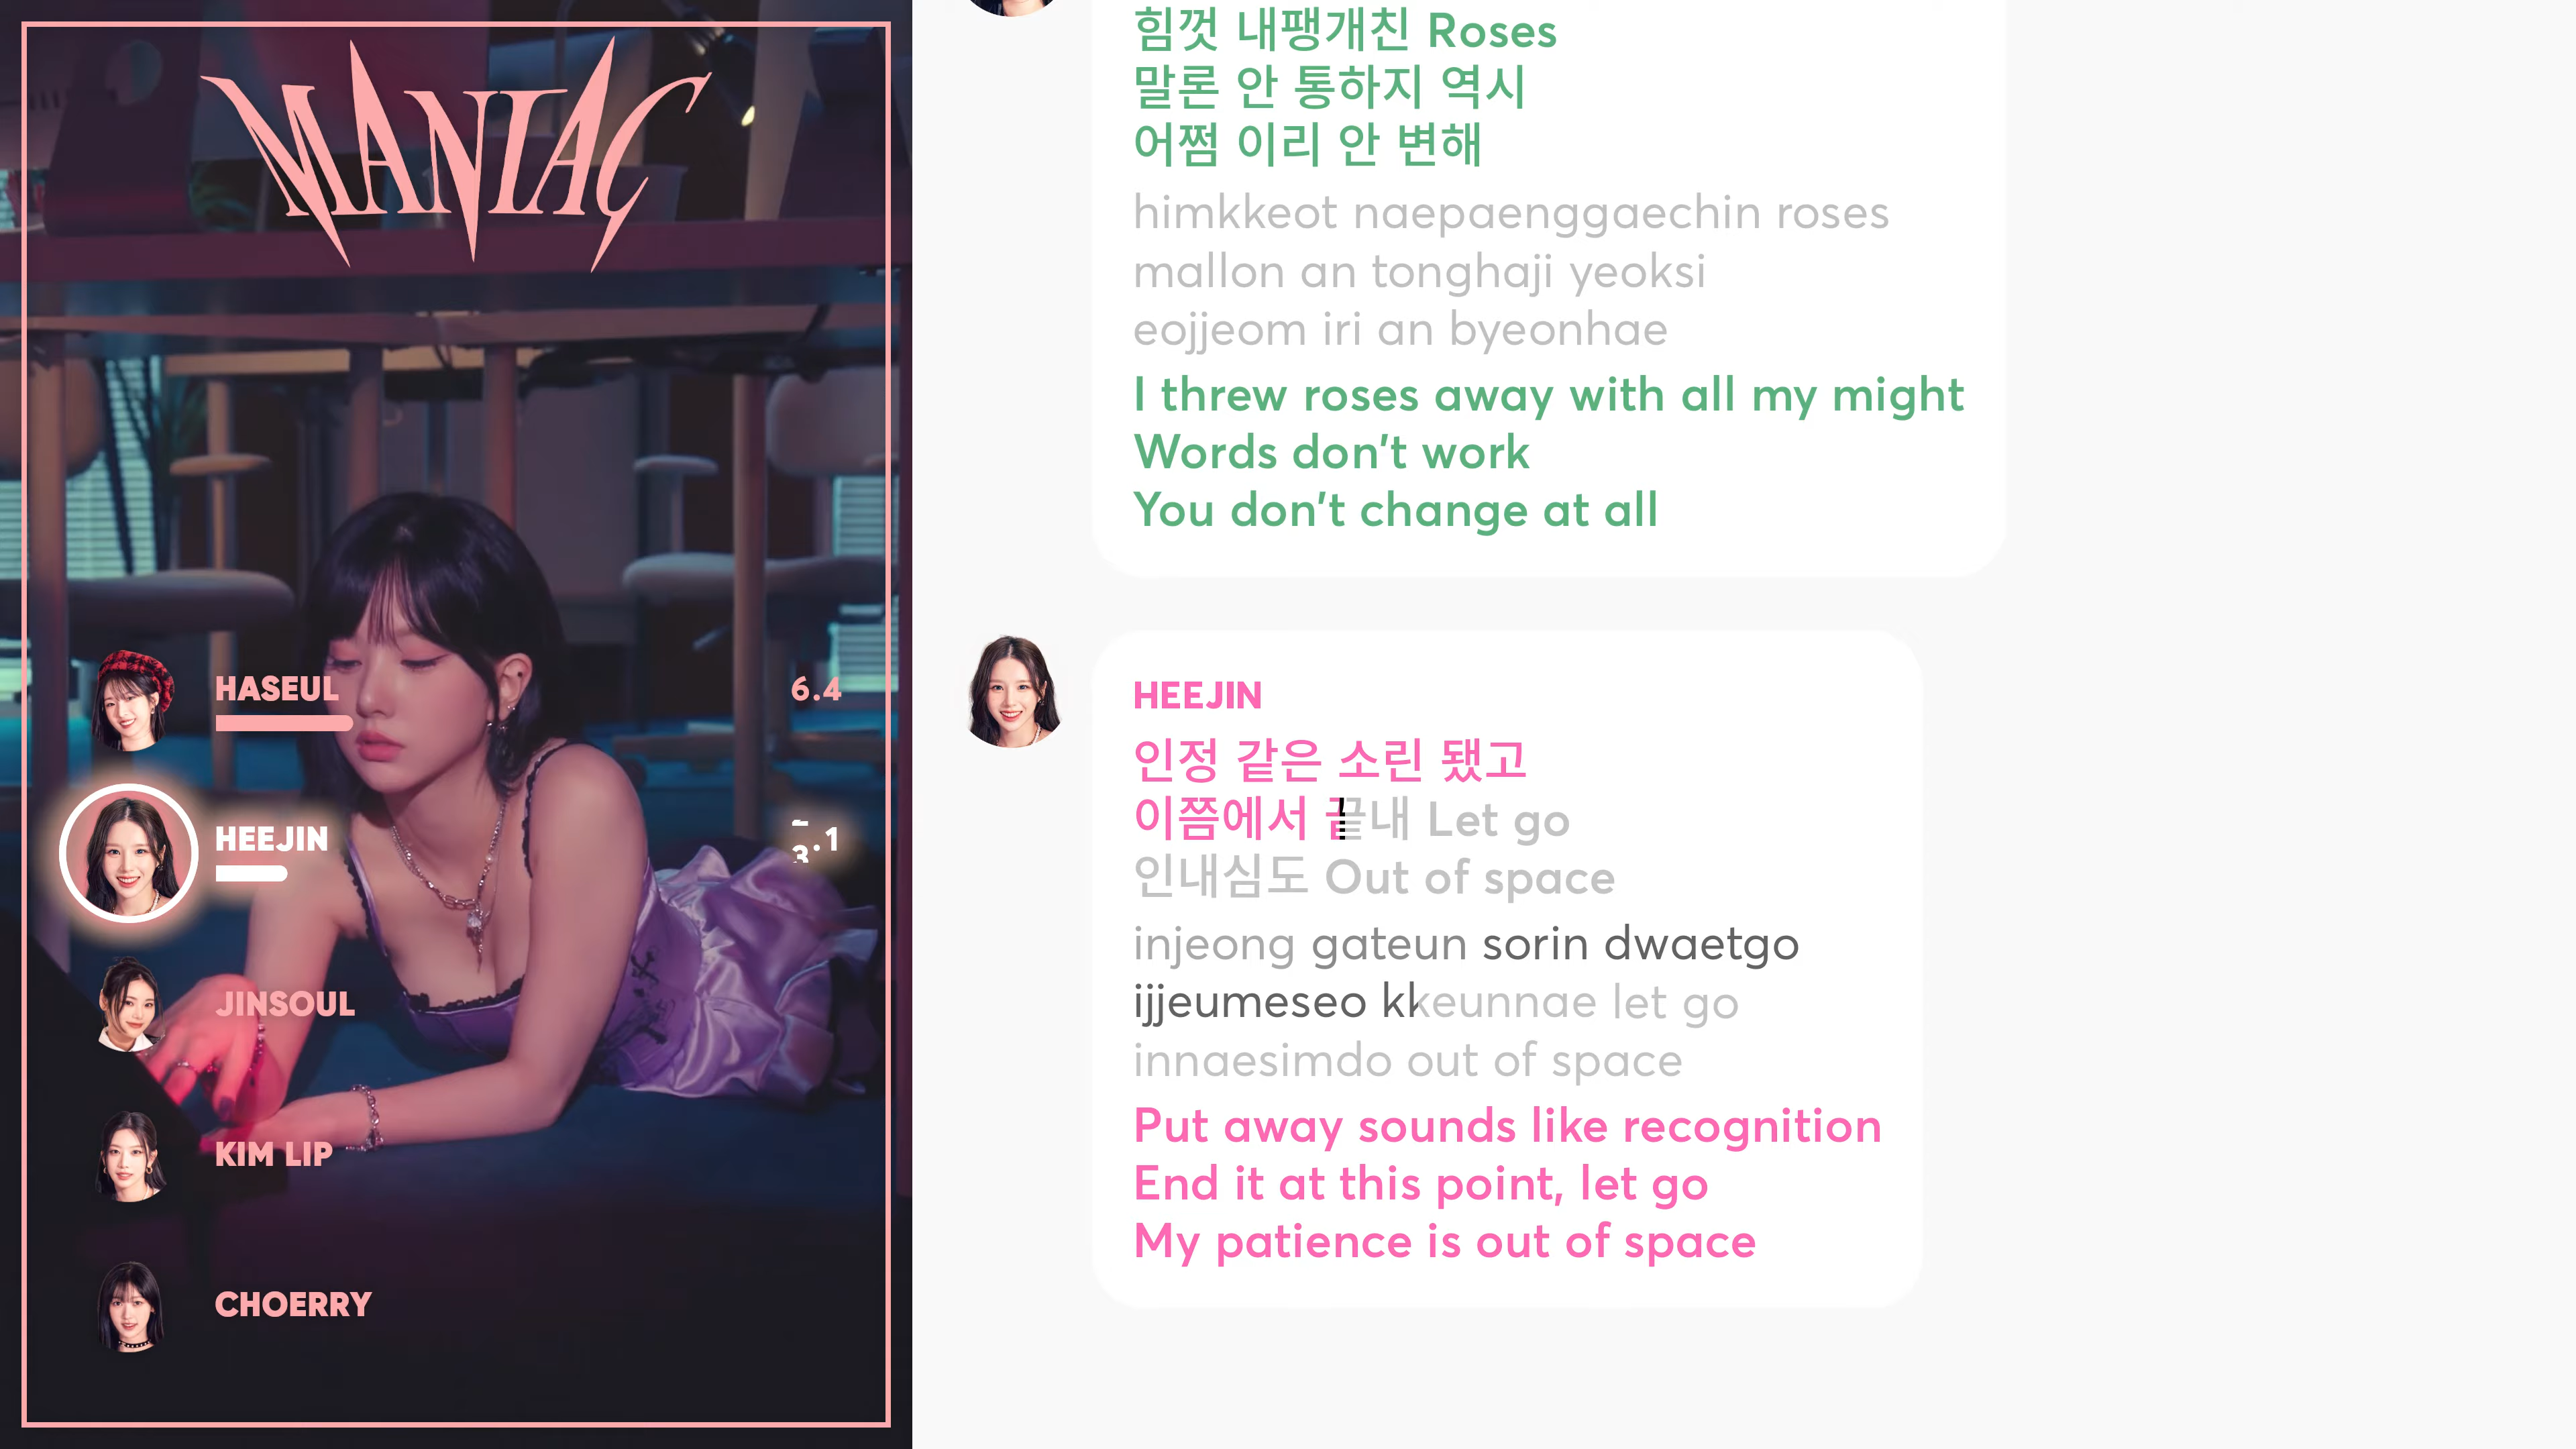 MANIAC
HASEUL
6.4
HEEJIN
.1
JINSOUL
KIM LIP
CHOERRY
힘껏 내팽개친 Roses
말론 안 통하지 역시
어쩜 이리 안 변해
himkkeot naepaenggaechin roses
mallon an tonghaji yeoksi
eojjeom iri an byeonhae
I threw roses away with all my might
Words don't work
You don't change at all
HEEJIN
인정 같은 소린 됐고
이쯤에서 끝내 Let go
인내심도 Out of space
injeong gateun sorin dwaetgo
ijjeumeseo kkeunnae let go
innaesimdo out of space
Put away sounds like recognition
End it at this point, let go
My patience is out of space